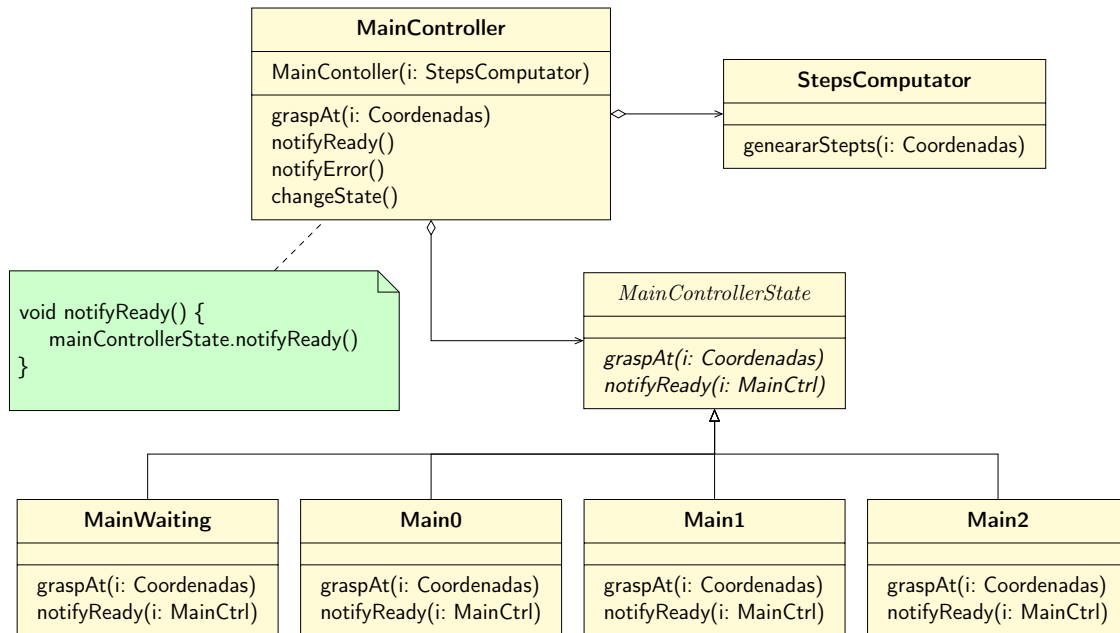 MainController
MainContoller(i: StepsComputator)
graspAt(i: Coordenadas)
notifyReady()
notifyError()
changeState()
StepsComputator
geneararStepts(i: Coordenadas)
void notifyReady() {
mainControllerState.notifyReady()
}
MainControllerState
graspAt(i: Coordenadas)
notifyReady(i: MainCtrl)
MainWaiting
graspAt(i: Coordenadas)
notifyReady(i: MainCtrl)
Main0
graspAt(i: Coordenadas)
notifyReady(i: MainCtrl)
Main1
graspAt(i: Coordenadas)
notifyReady(i: MainCtrl)
Main2
graspAt(i: Coordenadas)
notifyReady(i: MainCtrl)